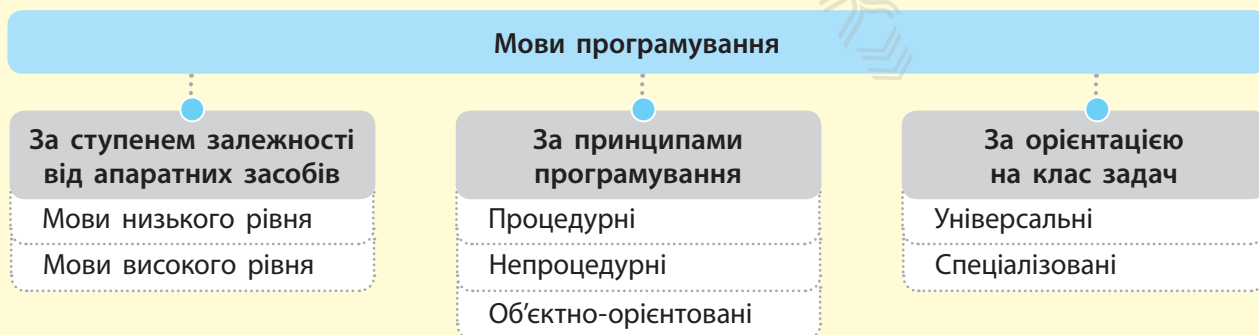 Мови програмування
За ступенем залежності
від апаратних засобів
Мови низького рівня
Мови високого рівня
За принципами
програмування
Процедурні
Непроцедурні
Об’єктно-орієнтовані
За орієнтацією
на клас задач
Універсальні
Спеціалізовані